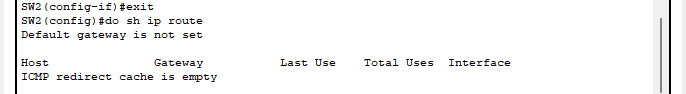 SW2(config-if)#exit
SW2(config)#do sh ip route
Default gateway is not set
Host Gateway Last Use Total Uses Interface
ICMP redirect cache is empty